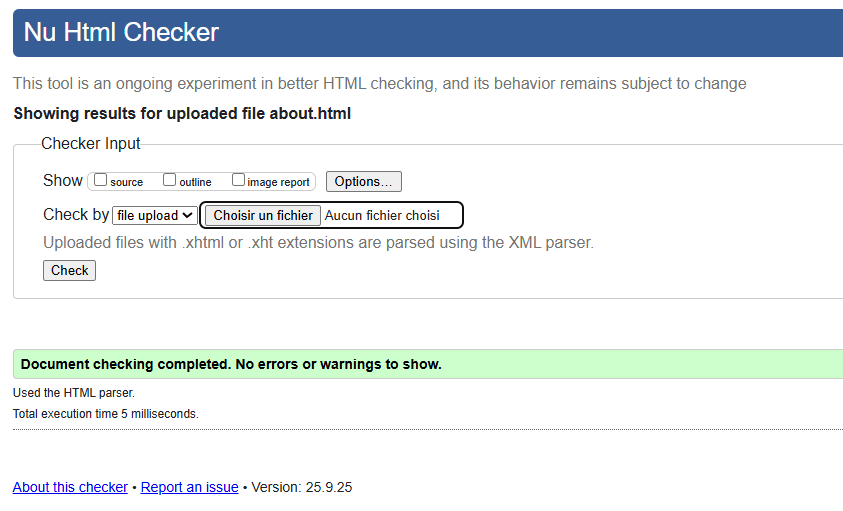 Nu Html Checker
This tool is an ongoing experiment in better HTML checking, and its behavior remains subject to change
Showing results for uploaded file about.html
Checker Input
Show source outline image report Options...
Check by file upload Choisir un fichier Aucun fichier choisi
Uploaded files with .xhtml or .xht extensions are parsed using the XML parser.
Check
Document checking completed. No errors or warnings to show.
Used the HTML parser.
Total execution time 5 milliseconds.
About this checker • Report an issue • Version: 25.9.25